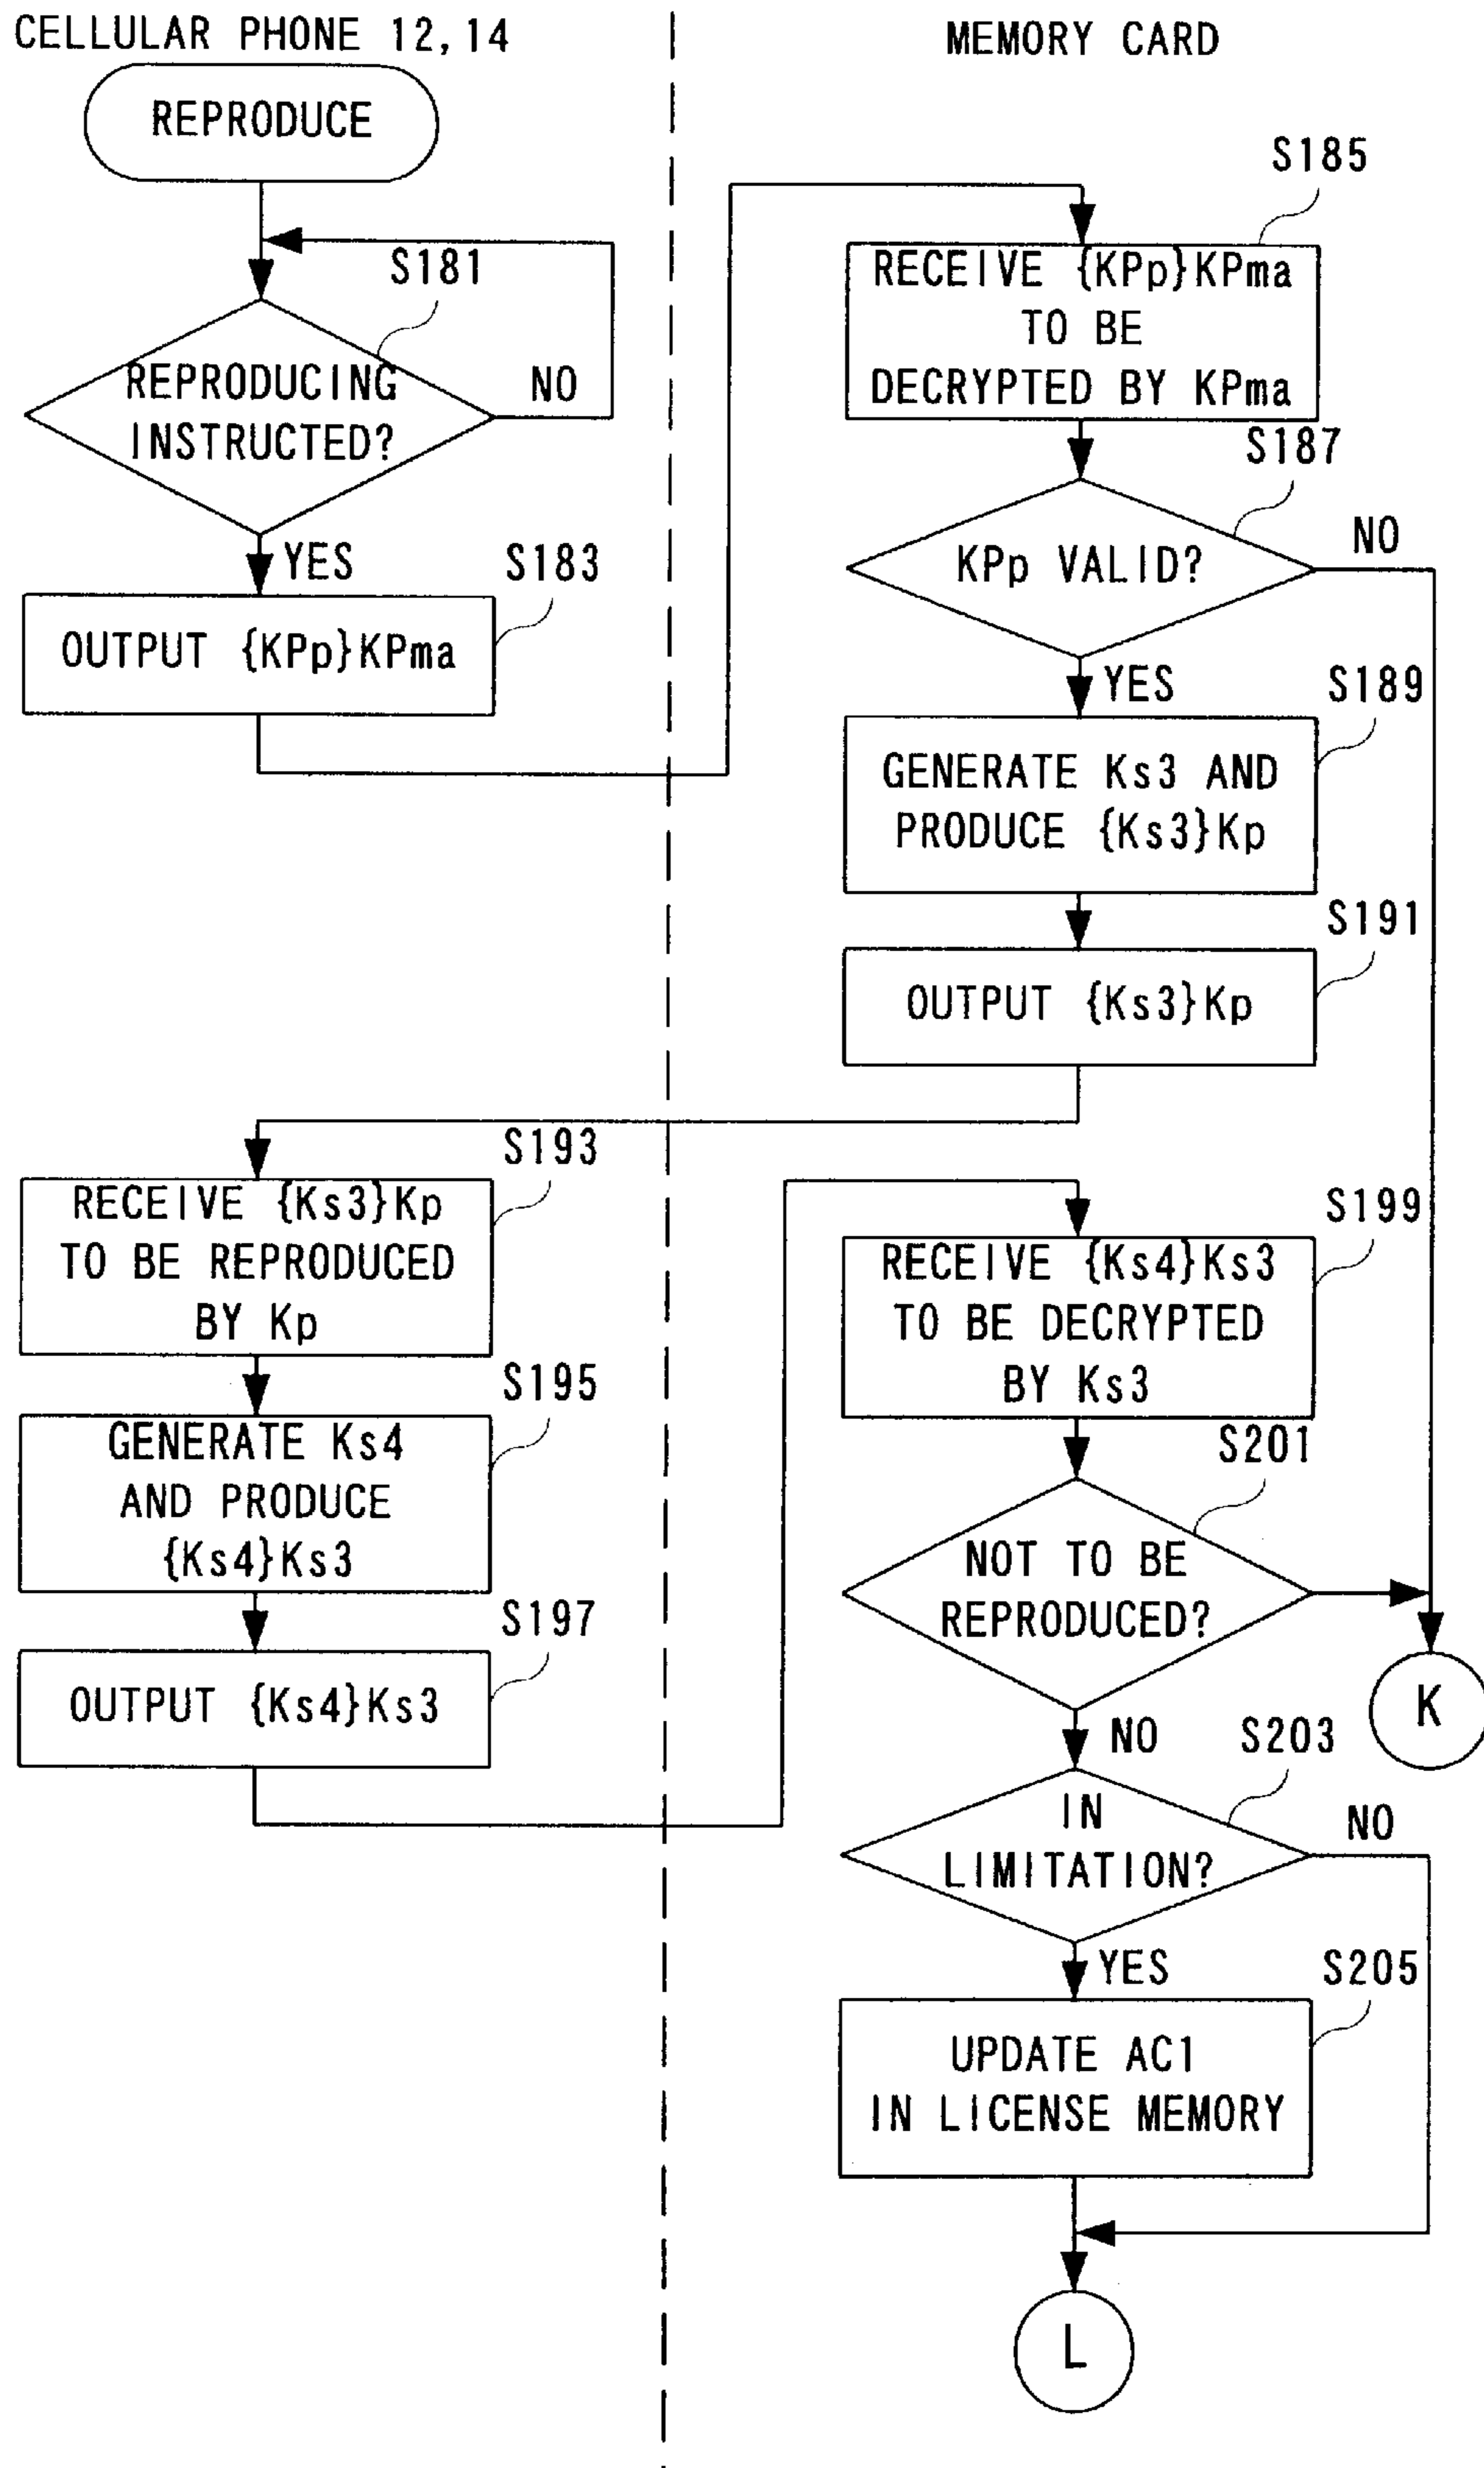 CELLULAR PHONE 12,14
MEMORY CARD
REPRODUCE
S181
REPRODUCING
INSTRUCTED?
NO
YES
S183
OUTPUT {KPp}KPma
S185
RECEIVE {KPp}KPma
TO BE
DECRYPTED BY KPma
S187
KPp VALID?
NO
YES
S189
GENERATE Ks3 AND
PRODUCE {Ks3}Kp
S191
OUTPUT {Ks3}Kp
S193
RECEIVE {Ks3}Kp
TO BE REPRODUCED
BY Kp
S195
GENERATE Ks4
AND PRODUCE
{Ks4}Ks3
S197
OUTPUT {Ks4}Ks3
S199
RECEIVE {Ks4}Ks3
TO BE DECRYPTED
BY Ks3
S201
NOT TO BE
REPRODUCED?
K
NO
S203
IN
LIMITATION?
NO
YES
S205
UPDATE AC1
IN LICENSE MEMORY
L